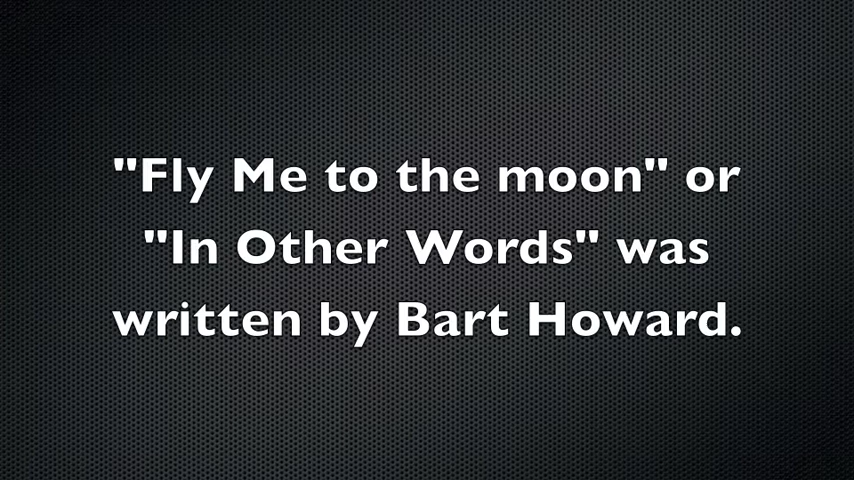 "Fly Me to the moon" or
"In Other Words" was
written by Bart Howard.